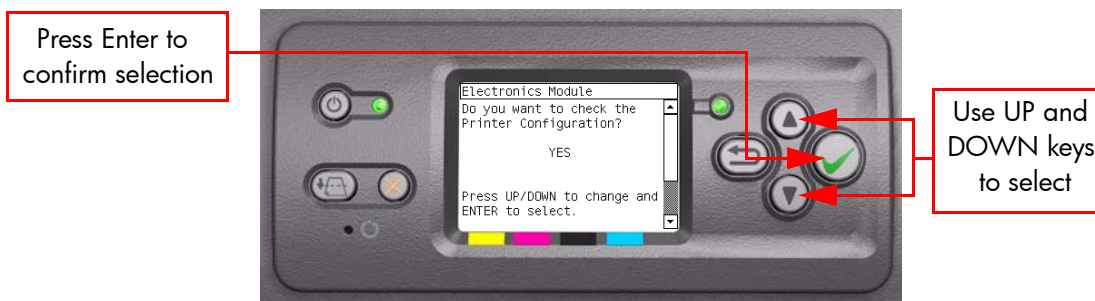 Press Enter to
confirm selection
Electronics Module
Do you want to check the
Printer Configuration?
YES
Press UP/DOWN to change and
ENTER to select.
Use UP and
DOWN keys
to select